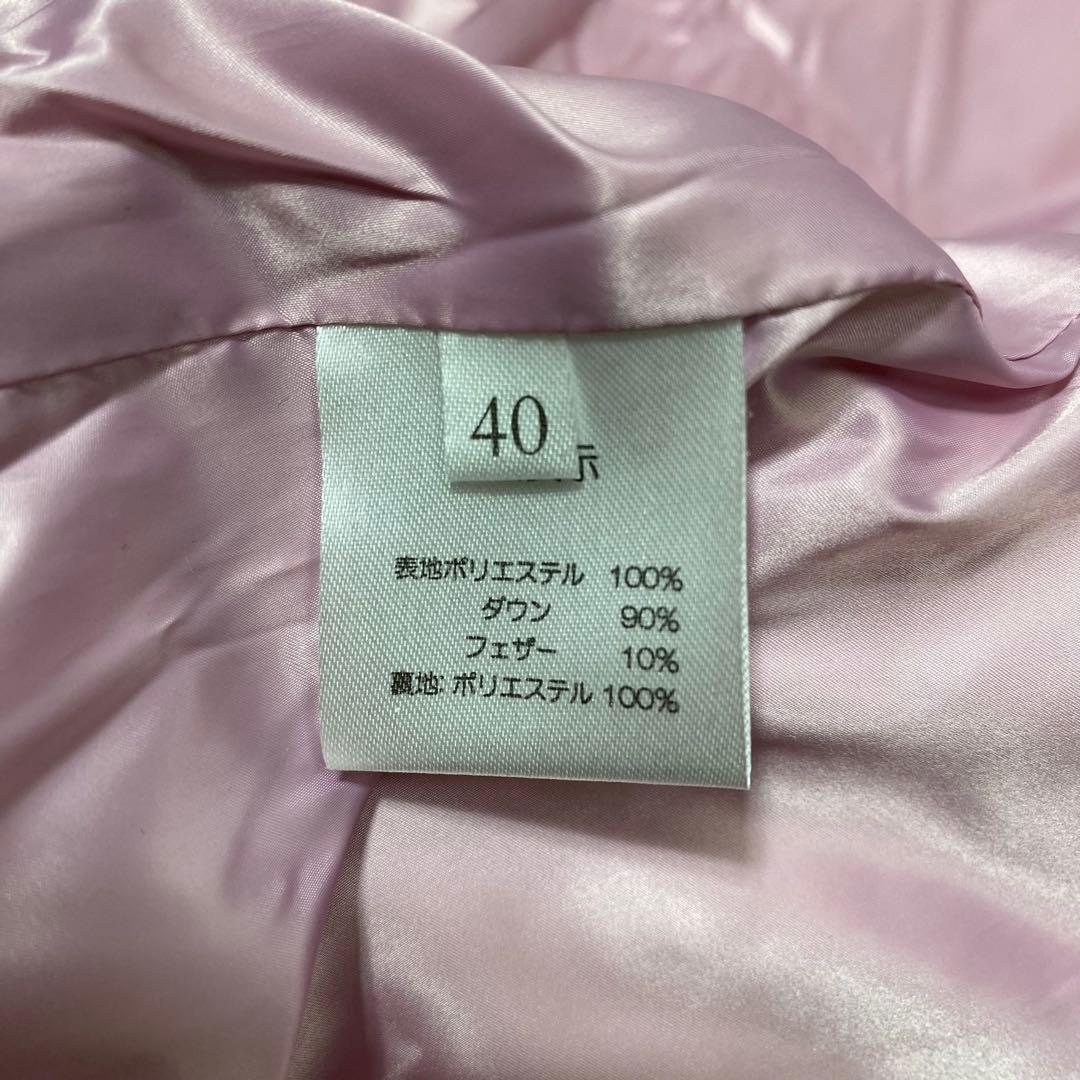 40
示
表地ポリエステル 100%
ダウン 90%
フェザー 10%
裏地: ポリエステル 100%